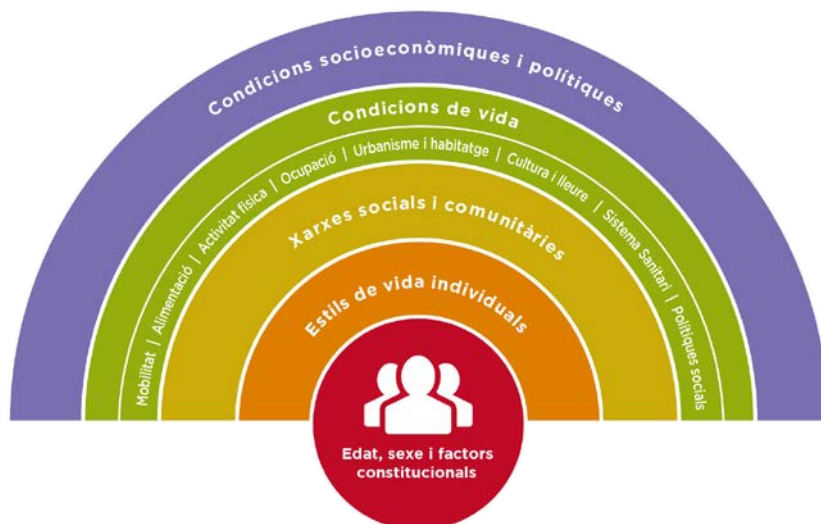 Condicions socioeconòmiques i polítiques
Condicions de vida
Mobilitat | Alimentació | Activitat física | Ocupació | Urbanisme i habitatge | Cultura i lleure | Sistema Sanitari | Polítiques socials
Xarxes socials i comunitàries
Estils de vida individuals
Edat, sexe i factors
constitucionals